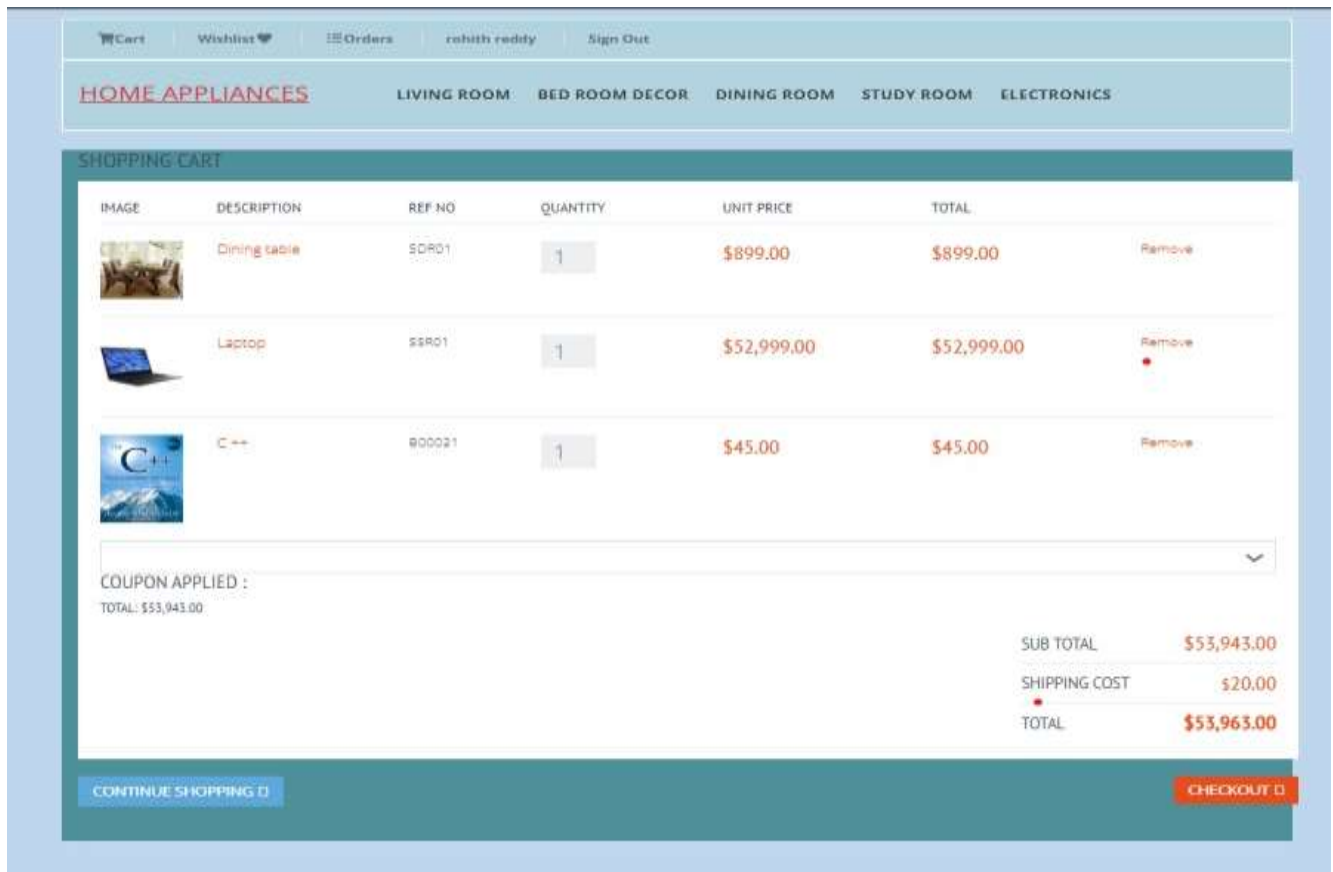 Cart Wishlist Orders rohith reddy Sign Out
HOME APPLIANCES LIVING ROOM BED ROOM DECOR DINING ROOM STUDY ROOM ELECTRONICS
SHOPPING CART
IMAGE DESCRIPTION REF NO QUANTITY UNIT PRICE TOTAL
Dining table SDR01 1 $899.00 $899.00 Remove
Laptop SSR01 1 $52,999.00 $52,999.00 Remove
C ++ B00021 1 $45.00 $45.00 Remove
C++
COUPON APPLIED :
TOTAL: $53,943.00
SUB TOTAL $53,943.00
SHIPPING COST $20.00
TOTAL $53,963.00
CONTINUE SHOPPING CHECKOUT